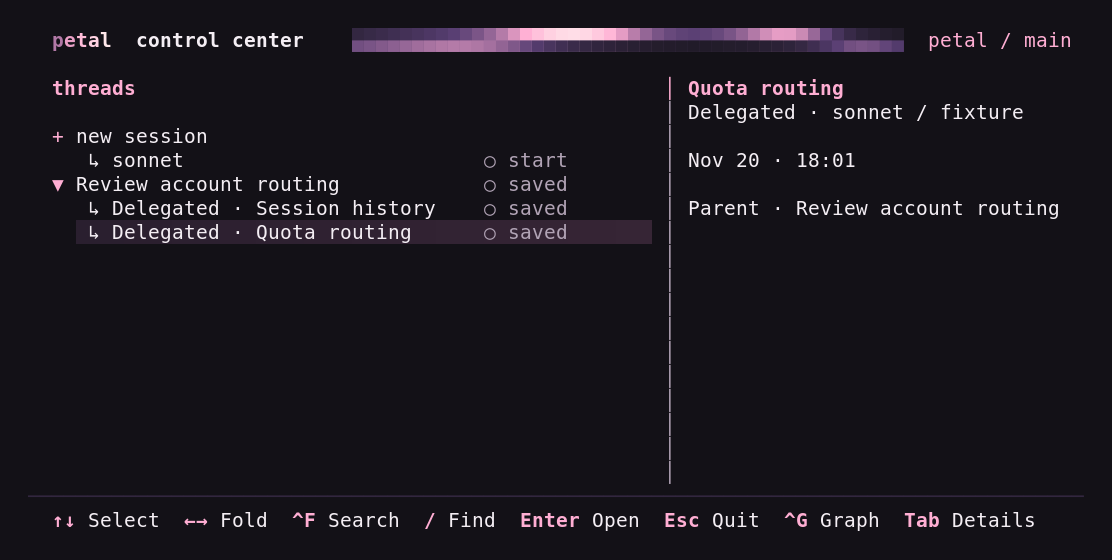 petal control center petal / main
threads
+ new session
↳ sonnet ○ start
▼ Review account routing ○ saved
↳ Delegated · Session history ○ saved
↳ Delegated · Quota routing ○ saved
Quota routing
Delegated · sonnet / fixture
Nov 20 · 18:01
Parent · Review account routing
↑↓ Select ←→ Fold ^F Search / Find Enter Open Esc Quit ^G Graph Tab Details